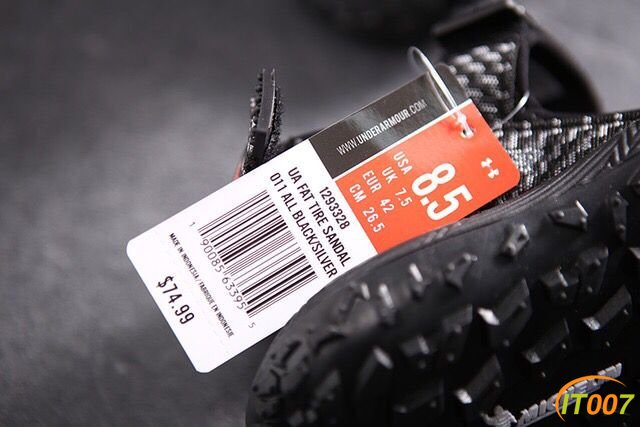 WWW.UNDERARMOUR.COM
USA
UK 7.5
EUR 42
CM 26.5
8.5
1293328
UA FAT TIRE SANDAL
011 ALL BLACK/SILVER
1 90085 63395 5
MADE IN INDONESIA / FABRIQUÉ EN INDONÉSIE
$74.99
MICHELIN
IT007